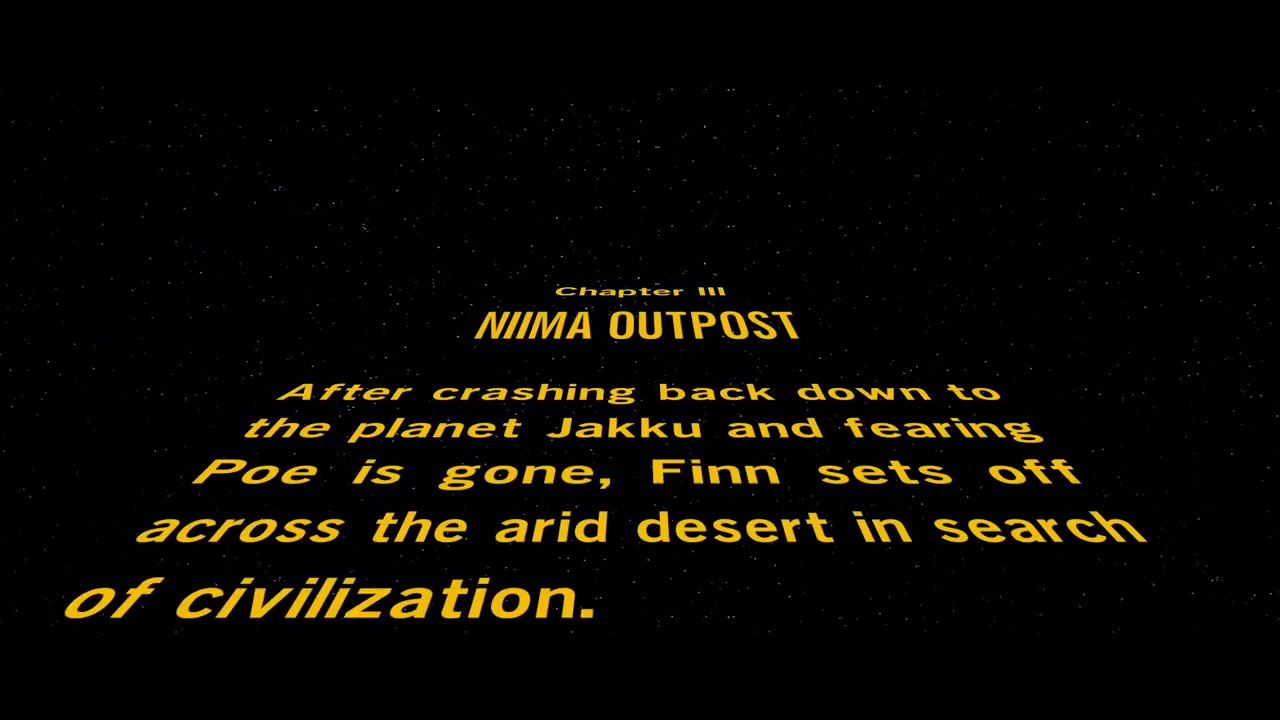 Chapter III
NIIMA OUTPOST
After crashing back down to
the planet Jakku and fearing
Poe is gone, Finn sets off
across the arid desert in search
of civilization.